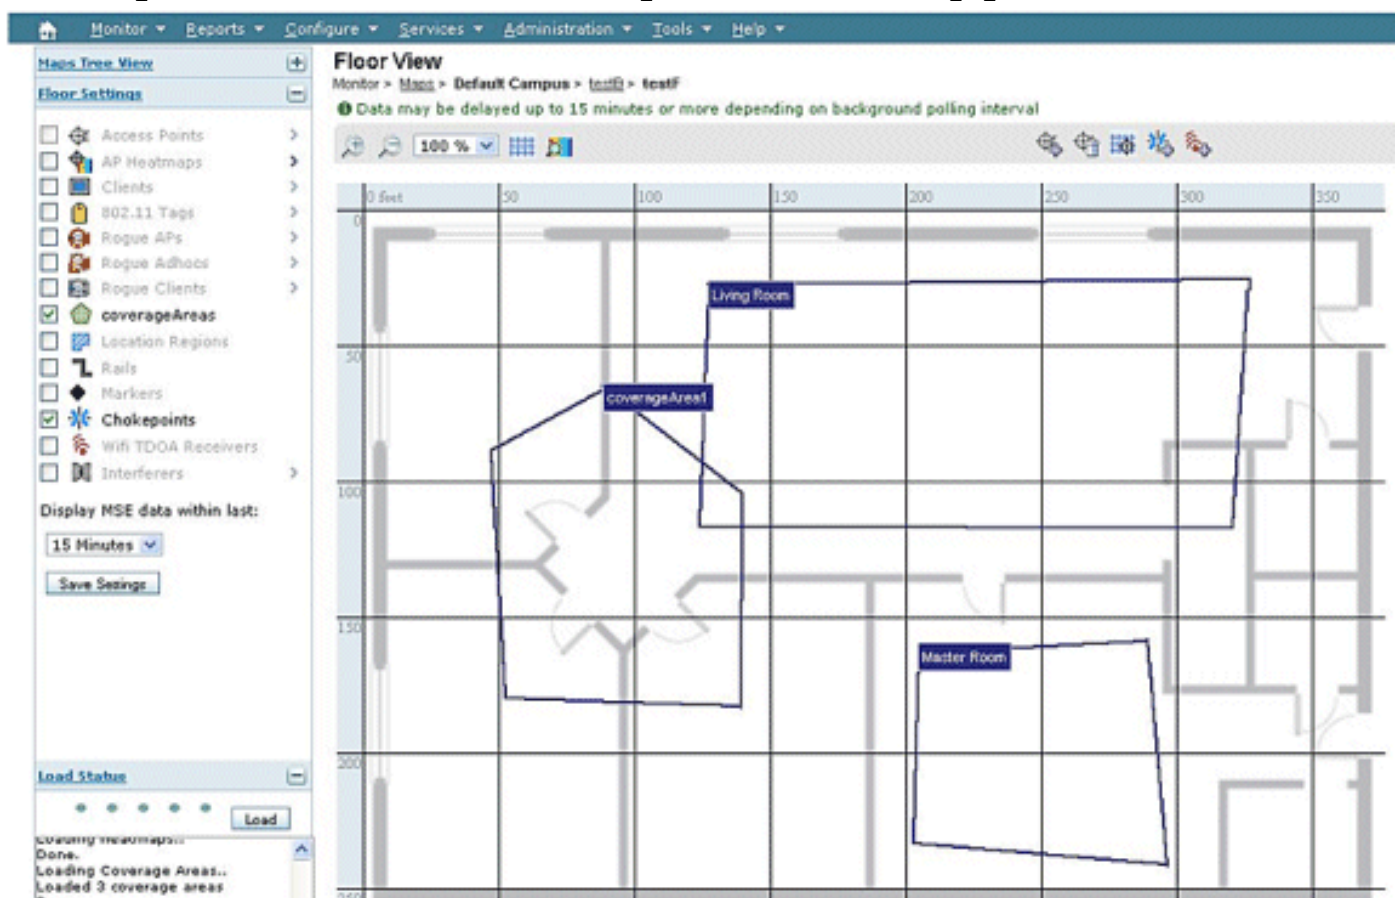 Monitor Reports Configure Services Administration Tools Help
Maps Tree View
Floor Settings
Access Points
AP Heatmaps
Clients
802.11 Tags
Rogue APs
Rogue Adhocs
Rogue Clients
coverageAreas
Location Regions
Rails
Markers
Chokepoints
Wifi TDOA Receivers
Interferers
Display MSE data within last:
15 Minutes
Save Settings
Load Status
Load
Loading Heatmaps..
Done.
Loading Coverage Areas..
Loaded 3 coverage areas
Floor View
Monitor > Maps > Default Campus > testB > testF
Data may be delayed up to 15 minutes or more depending on background polling interval
100 %
0 feet 50 100 150 200 250 300 350
0
50
100
150
200
250
Living Room
coverageArea1
Master Room